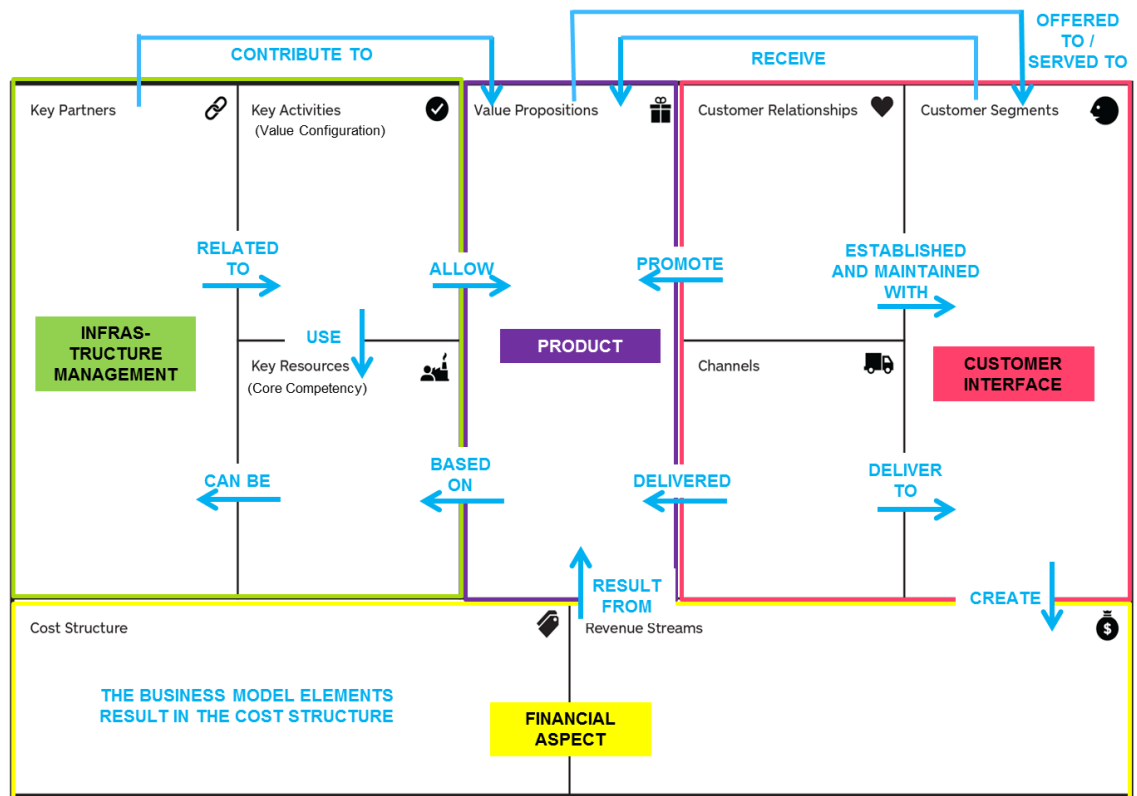 CONTRIBUTE TO
RECEIVE
OFFERED
TO /
SERVED TO
Key Partners
Key Activities
(Value Configuration)
Value Propositions
Customer Relationships
Customer Segments
RELATED
TO
ALLOW
PROMOTE
ESTABLISHED
AND MAINTAINED
WITH
INFRAS-
TRUCTURE
MANAGEMENT
USE
PRODUCT
Key Resources
(Core Competency)
Channels
CUSTOMER
INTERFACE
CAN BE
BASED
ON
DELIVERED
DELIVER
TO
RESULT
FROM
CREATE
Cost Structure
Revenue Streams
$
THE BUSINESS MODEL ELEMENTS
RESULT IN THE COST STRUCTURE
FINANCIAL
ASPECT